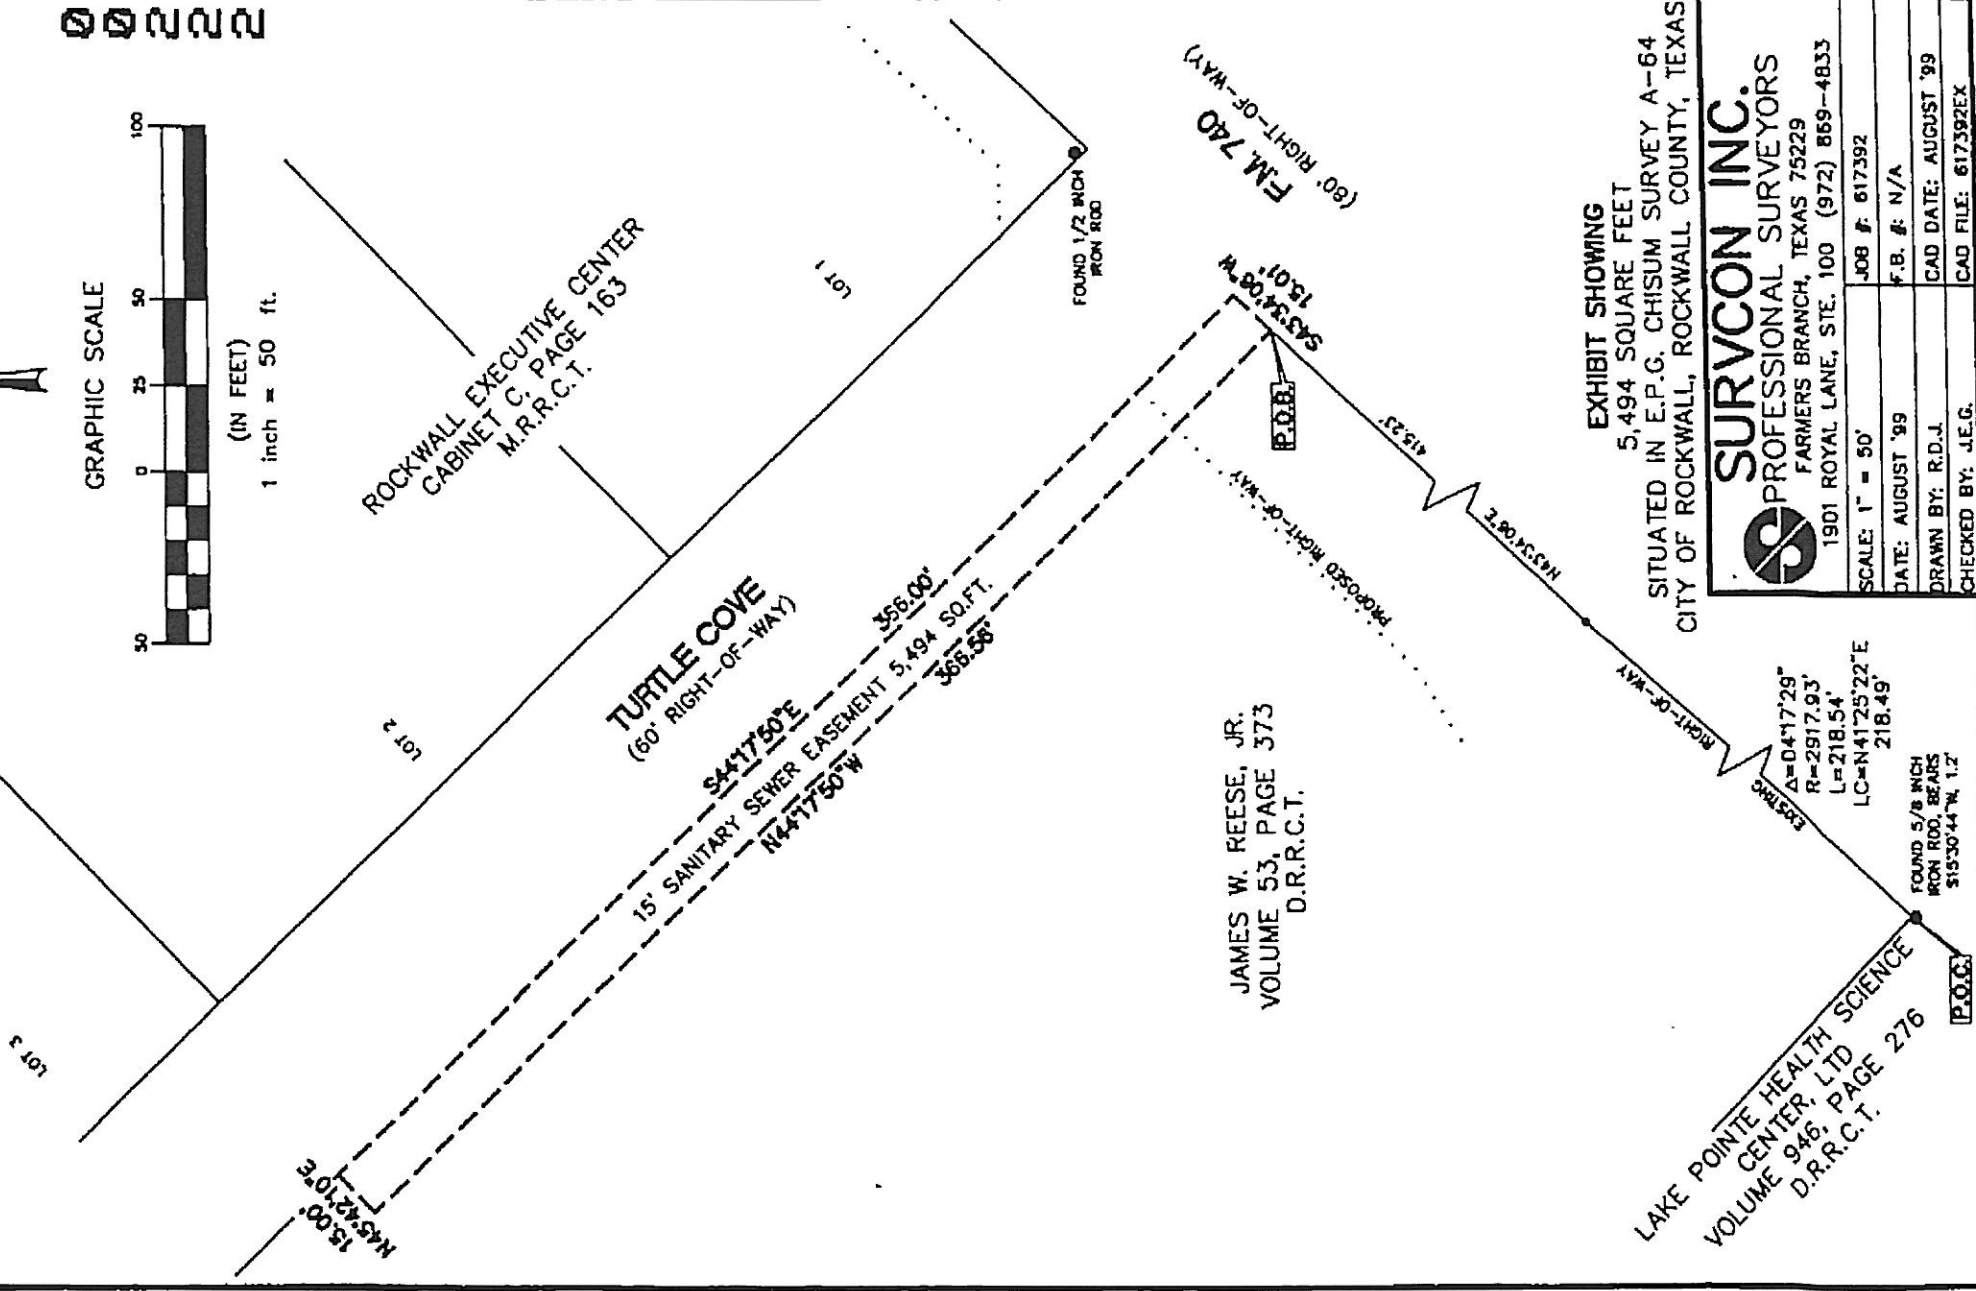 00222
GRAPHIC SCALE
50
0
25
50
100
(IN FEET)
1 inch = 50 ft.
ROCKWALL EXECUTIVE CENTER
CABINET C, PAGE 163
M.R.R.C.T.
LOT 1
LOT 2
LOT 3
FOUND 1/2 INCH
IRON ROD
F.M. 740
(80' RIGHT-OF-WAY)
TURTLE COVE
(60' RIGHT-OF-WAY)
S44°17'50"E
366.00'
15' SANITARY SEWER EASEMENT 5,494 SQ.FT.
N44°17'50"W
366.56'
S43°34'08"W
15.01'
P.O.B.
N45°42'10"E
15.00'
PROPOSED RIGHT-OF-WAY
415.23'
N43°34'08"E
EXISTING
RIGHT-OF-WAY
JAMES W. REESE, JR.
VOLUME 53, PAGE 373
D.R.R.C.T.
Δ=04°17'29"
R=2917.93'
L=218.54'
LC=N41°25'22"E
218.49'
FOUND 5/8 INCH
IRON ROD, BEARS
S15°30'44"W, 1.2'
P.O.C.
LAKE POINTE HEALTH SCIENCE
CENTER, LTD
VOLUME 946, PAGE 276
D.R.R.C.T.
EXHIBIT SHOWING
5,494 SQUARE FEET
SITUATED IN E.P.G. CHISUM SURVEY A-64
CITY OF ROCKWALL, ROCKWALL COUNTY, TEXAS
SURVCON INC.
PROFESSIONAL SURVEYORS
FARMERS BRANCH, TEXAS 75229
1901 ROYAL LANE, STE. 100 (972) 869-4833
SCALE: 1" = 50'
JOB #: 617392
DATE: AUGUST '99
F.B. #: N/A
DRAWN BY: R.D.J.
CAD DATE: AUGUST '99
CHECKED BY: J.E.G.
CAD FILE: 617392EX